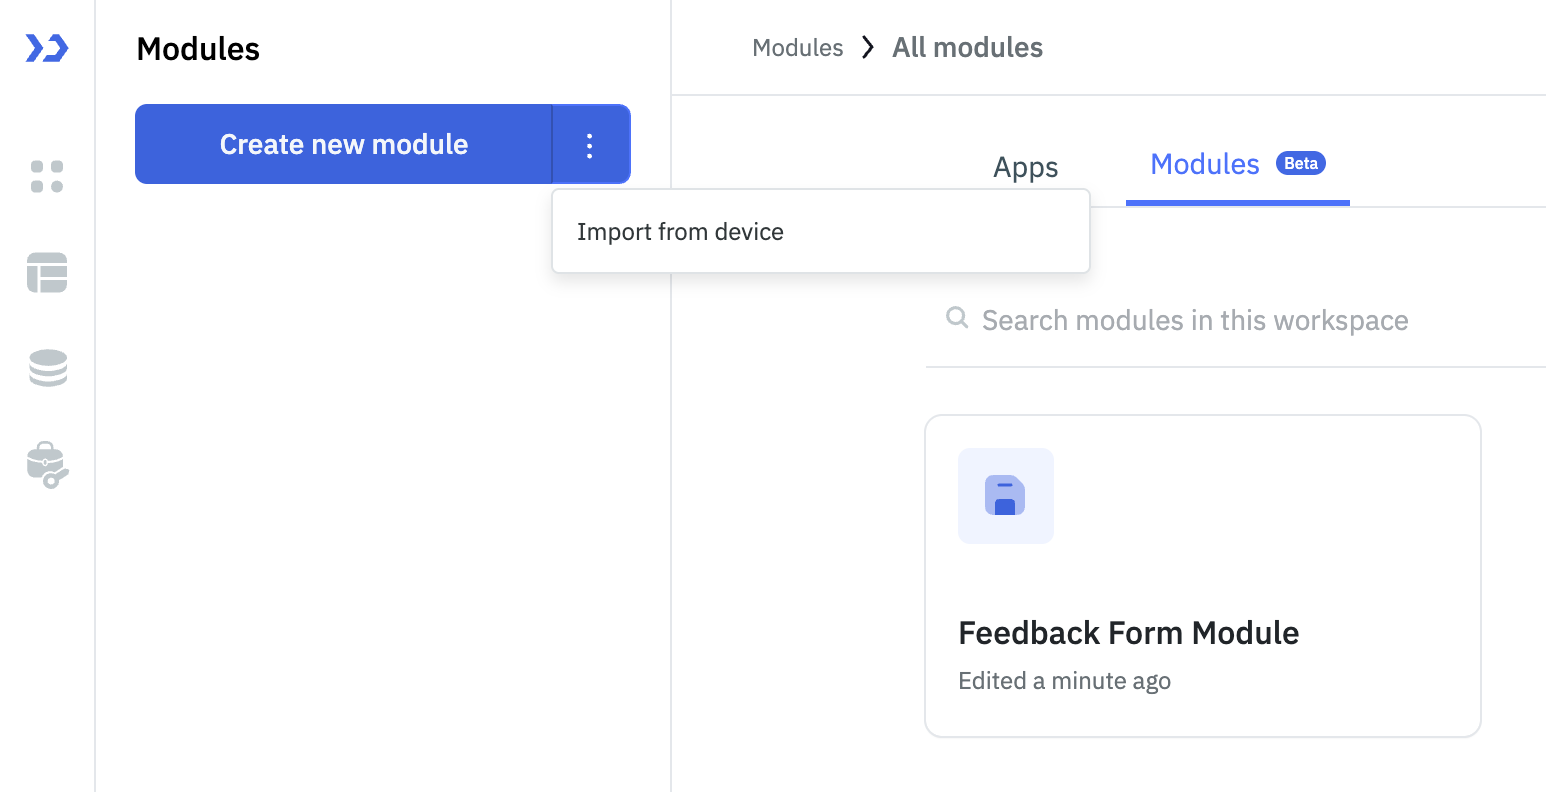 Modules
Create new module
Import from device
Modules All modules
Apps
Modules Beta
Search modules in this workspace
Feedback Form Module
Edited a minute ago